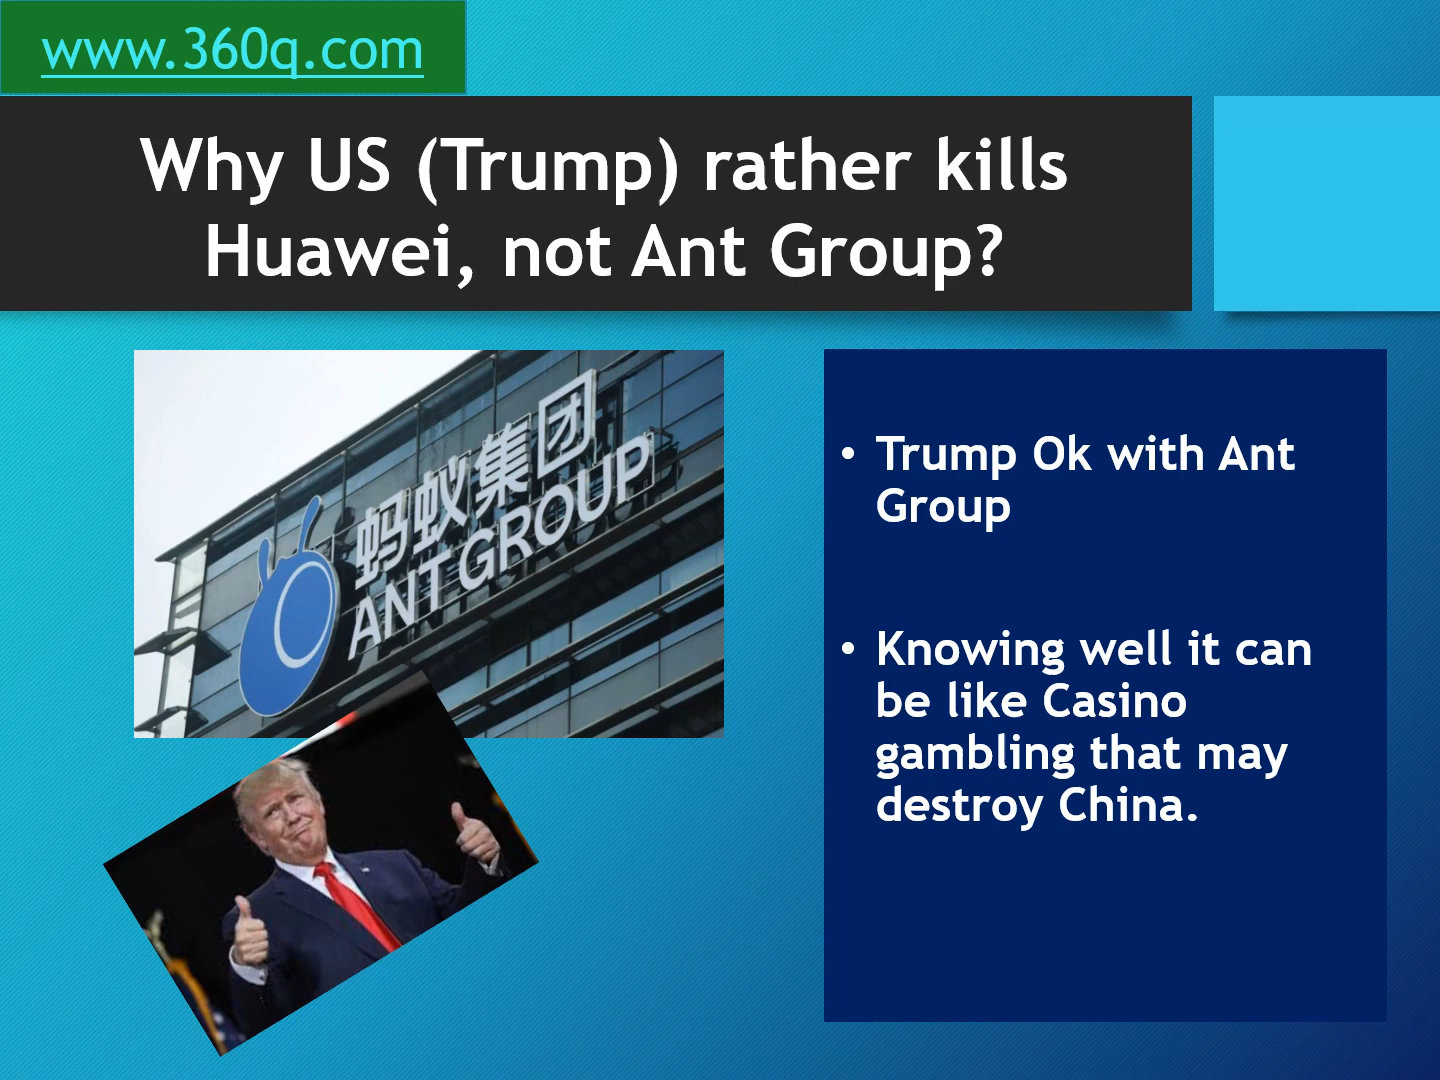 www.360q.com
Why US (Trump) rather kills
Huawei, not Ant Group?
蚂蚁集团
ANT GROUP
• Trump Ok with Ant
Group
• Knowing well it can
be like Casino
gambling that may
destroy China.